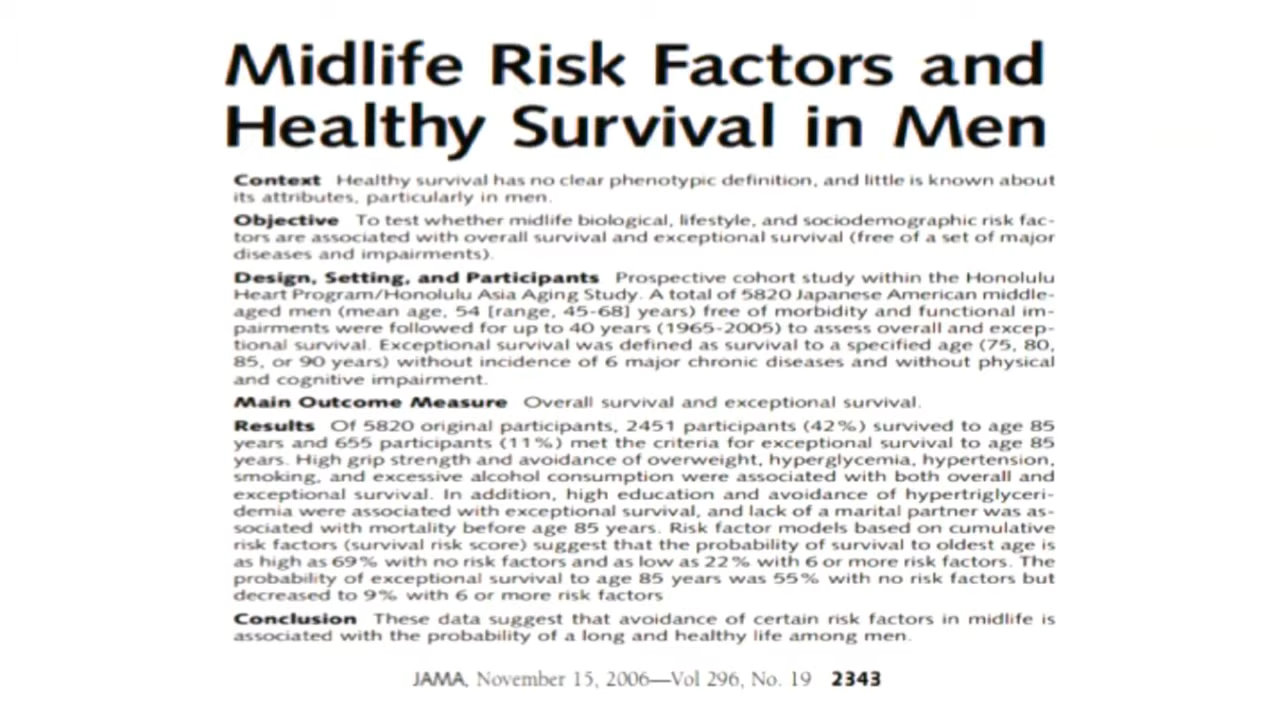 Midlife Risk Factors and
Healthy Survival in Men
Context Healthy survival has no clear phenotypic definition, and little is known about
its attributes, particularly in men.
Objective To test whether midlife biological, lifestyle, and sociodemographic risk fac-
tors are associated with overall survival and exceptional survival (free of a set of major
diseases and impairments).
Design, Setting, and Participants Prospective cohort study within the Honolulu
Heart Program/Honolulu Asia Aging Study. A total of 5820 Japanese American middle-
aged men (mean age, 54 [range, 45-68] years) free of morbidity and functional im-
pairments were followed for up to 40 years (1965-2005) to assess overall and excep-
tional survival. Exceptional survival was defined as survival to a specified age (75, 80,
85, or 90 years) without incidence of 6 major chronic diseases and without physical
and cognitive impairment.
Main Outcome Measure Overall survival and exceptional survival.
Results Of 5820 original participants, 2451 participants (42%) survived to age 85
years and 655 participants (11%) met the criteria for exceptional survival to age 85
years. High grip strength and avoidance of overweight, hyperglycemia, hypertension,
smoking, and excessive alcohol consumption were associated with both overall and
exceptional survival. In addition, high education and avoidance of hypertriglyceri-
demia were associated with exceptional survival, and lack of a marital partner was as-
sociated with mortality before age 85 years. Risk factor models based on cumulative
risk factors (survival risk score) suggest that the probability of survival to oldest age is
as high as 69% with no risk factors and as low as 22% with 6 or more risk factors. The
probability of exceptional survival to age 85 years was 55% with no risk factors but
decreased to 9% with 6 or more risk factors
Conclusion These data suggest that avoidance of certain risk factors in midlife is
associated with the probability of a long and healthy life among men.
JAMA, November 15, 2006—Vol 296, No. 19 2343